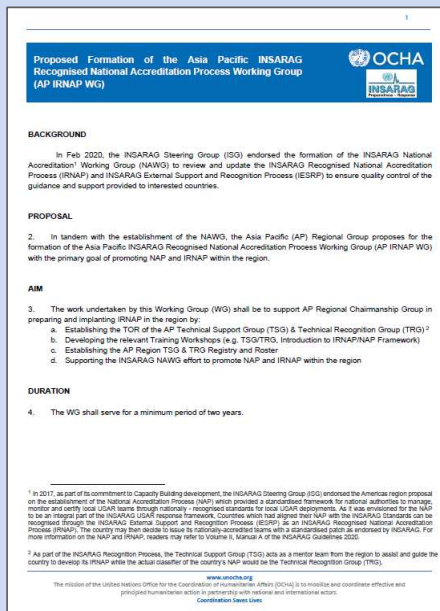 1
Proposed Formation of the Asia Pacific INSARAG
Recognised National Accreditation Process Working Group
(AP IRNAP WG)
OCHA
INSARAG
Preparedness - Response
BACKGROUND
In Feb 2020, the INSARAG Steering Group (ISG) endorsed the formation of the INSARAG National
Accreditation¹ Working Group (NAWG) to review and update the INSARAG Recognised National Accreditation
Process (IRNAP) and INSARAG External Support and Recognition Process (IESRP) to ensure quality control of the
guidance and support provided to interested countries.
PROPOSAL
2. In tandem with the establishment of the NAWG, the Asia Pacific (AP) Regional Group proposes for the
formation of the Asia Pacific INSARAG Recognised National Accreditation Process Working Group (AP IRNAP WG)
with the primary goal of promoting NAP and IRNAP within the region.
AIM
3. The work undertaken by this Working Group (WG) shall be to support AP Regional Chairmanship Group in
preparing and implanting IRNAP in the region by:
a. Establishing the TOR of the AP Technical Support Group (TSG) & Technical Recognition Group (TRG) ²
b. Developing the relevant Training Workshops (e.g. TSG/TRG, Introduction to IRNAP/NAP Framework)
c. Establishing the AP Region TSG & TRG Registry and Roster
d. Supporting the INSARAG NAWG effort to promote NAP and IRNAP within the region
DURATION
4. The WG shall serve for a minimum period of two years.
¹ In 2017, as part of its commitment to Capacity Building development, the INSARAG Steering Group (ISG) endorsed the Americas region proposal
on the establishment of the National Accreditation Process (NAP) which provided a standardised framework for national authorities to manage,
monitor and certify local USAR teams through nationally - recognised standards for local USAR deployments. As it was envisioned for the NAP
to be an integral part of the INSARAG USAR response framework, Countries which had aligned their NAP with the INSARAG Standards can be
recognised through the INSARAG External Support and Recognition Process (IESRP) as an INSARAG Recognised National Accreditation
Process (IRNAP). The country may then decide to issue its nationally-accredited teams with a standardised patch as endorsed by INSARAG. For
more information on the NAP and IRNAP, readers may refer to Volume II, Manual A of the INSARAG Guidelines 2020.
² As part of the INSARAG Recognition Process, the Technical Support Group (TSG) acts as a mentor team from the region to assist and guide the
country to develop its IRNAP while the actual classifier of the country's NAP would be the Technical Recognition Group (TRG).
www.unocha.org
The mission of the United Nations Office for the Coordination of Humanitarian Affairs (OCHA) is to mobilize and coordinate effective and
principled humanitarian action in partnership with national and international actors.
Coordination Saves Lives